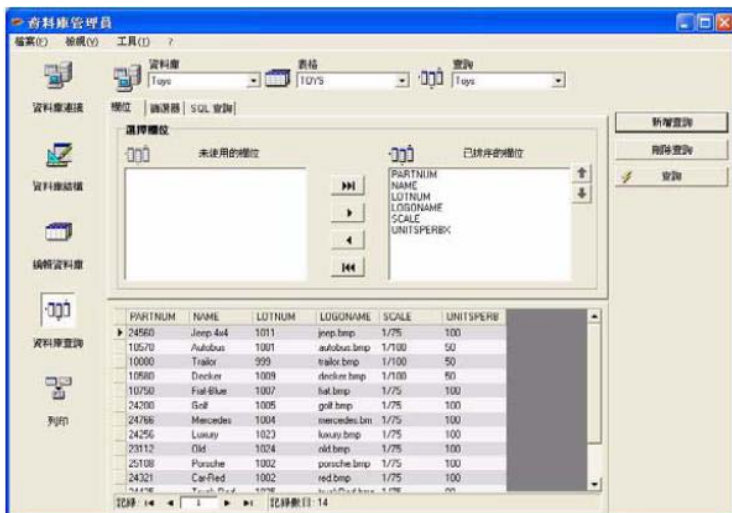 資料庫管理員
檔案(F) 檢視(V) 工具(T) ?
資料庫 表格 查詢
Toys TOYS Toys
資料庫連接
資料庫結構
編輯資料庫
資料庫查詢
列印
欄位 篩選器 SQL 查詢
選擇欄位
未使用的欄位 已排序的欄位
PARTNUM
NAME
LOTNUM
LOGONAME
SCALE
UNITSPERBX
新增查詢
刪除查詢
查詢
PARTNUM NAME LOTNUM LOGONAME SCALE UNITSPERB
24560 Jeep 4x4 1011 jeep.bmp 1/75 100
10570 Autobus 1001 autobus.bmp 1/100 50
10000 Trailor 999 trailor.bmp 1/100 50
10580 Decker 1009 decker.bmp 1/100 50
10750 Fiat-Blue 1007 fiat.bmp 1/75 100
24200 Golf 1005 golf.bmp 1/75 100
24766 Mercedes 1004 mercedes.bm 1/75 100
24256 Luxury 1023 luxury.bmp 1/75 100
23112 Old 1024 old.bmp 1/75 100
25108 Porsche 1002 porsche.bmp 1/75 100
24321 Car-Red 1002 red.bmp 1/75 100
記錄: 1 記錄數目: 14